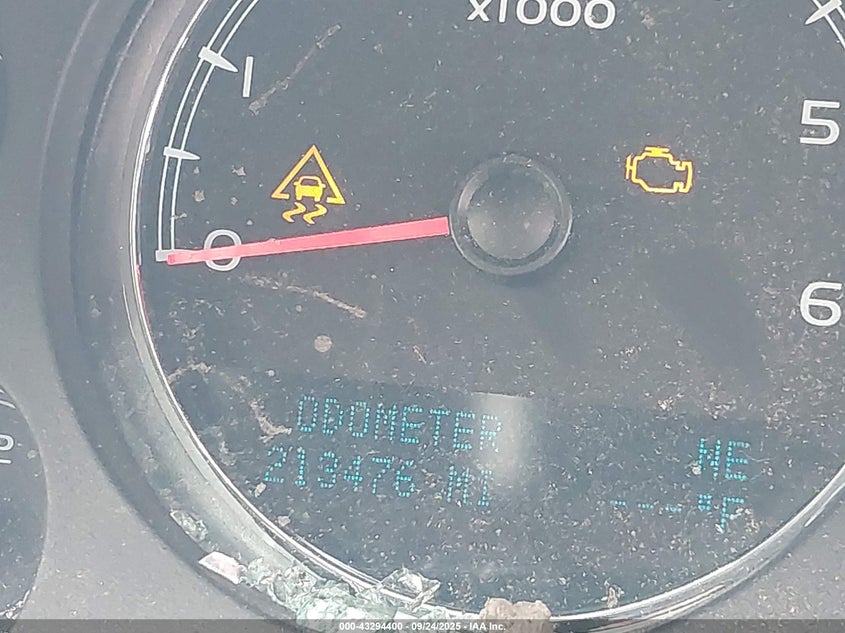 x1000
1
5
0
6
ODOMETER
NE
213476 MI
---°F
000-43294400 - 09/24/2025 - IAA Inc.